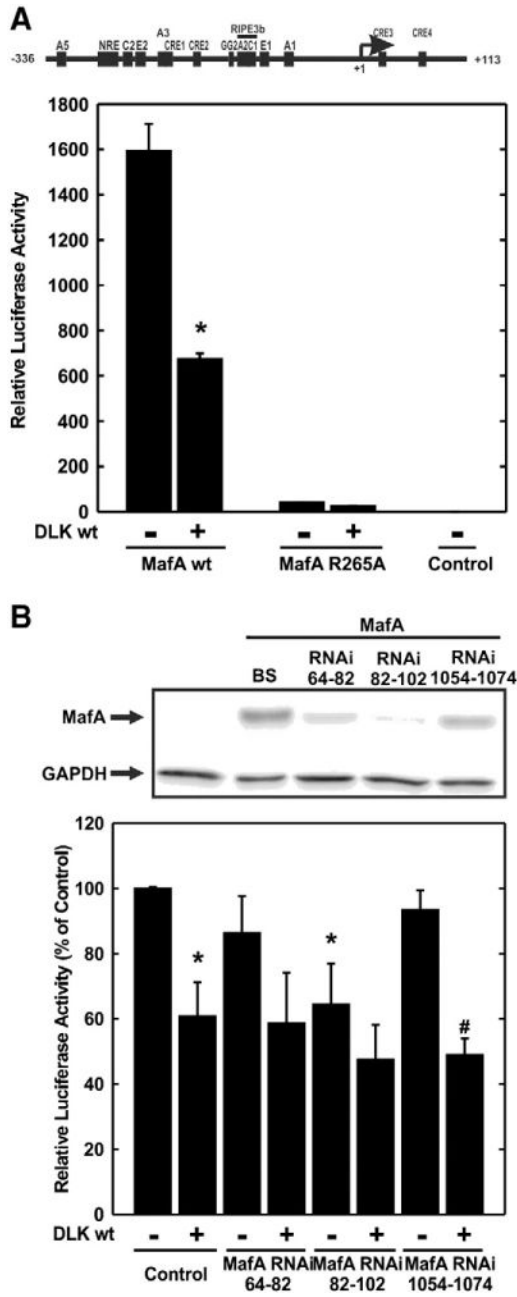 A
RIPE3b
A3
CRE3 CRE4
A5 NRE C2 E2 CRE1 CRE2 GG2 A2C1 E1 A1
-336 +113
+1
1800
1600
1400
1200
1000
800
600
400
200
0
Relative Luciferase Activity
*
DLK wt - + - + -
MafA wt MafA R265A Control
B
MafA
RNAi RNAi RNAi
BS 64-82 82-102 1054-1074
MafA
GAPDH
120
100
80
60
40
20
0
Relative Luciferase Activity (% of Control)
* * #
DLK wt - + - + - + - +
Control MafA RNAi MafA RNAi MafA RNAi
64-82 82-102 1054-1074